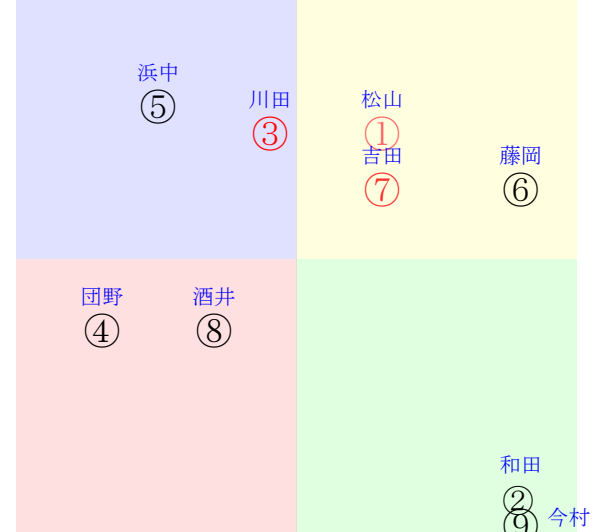 浜中
⑤
川田
③
松山
①
吉田
⑦
藤岡
⑥
団野
④
酒井
⑧
和田
②
今村
⑨